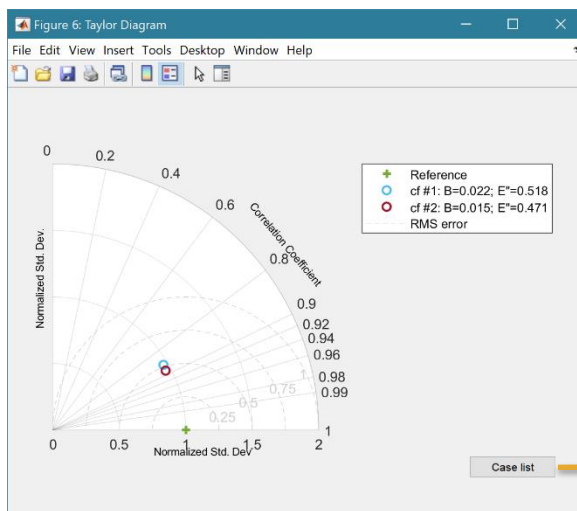 Figure 6: Taylor Diagram
File Edit View Insert Tools Desktop Window Help
0
0.2
0.4
0.6
0.8
0.9
0.92
0.94
0.96
0.98
0.99
1
Correlation Coefficient
Reference
cf #1: B=0.022; E"=0.518
cf #2: B=0.015; E"=0.471
RMS error
Normalized Std. Dev.
1
0.75
0.5
0.25
0 0.5 1 1.5 2
Normalized Std. Dev
Case list